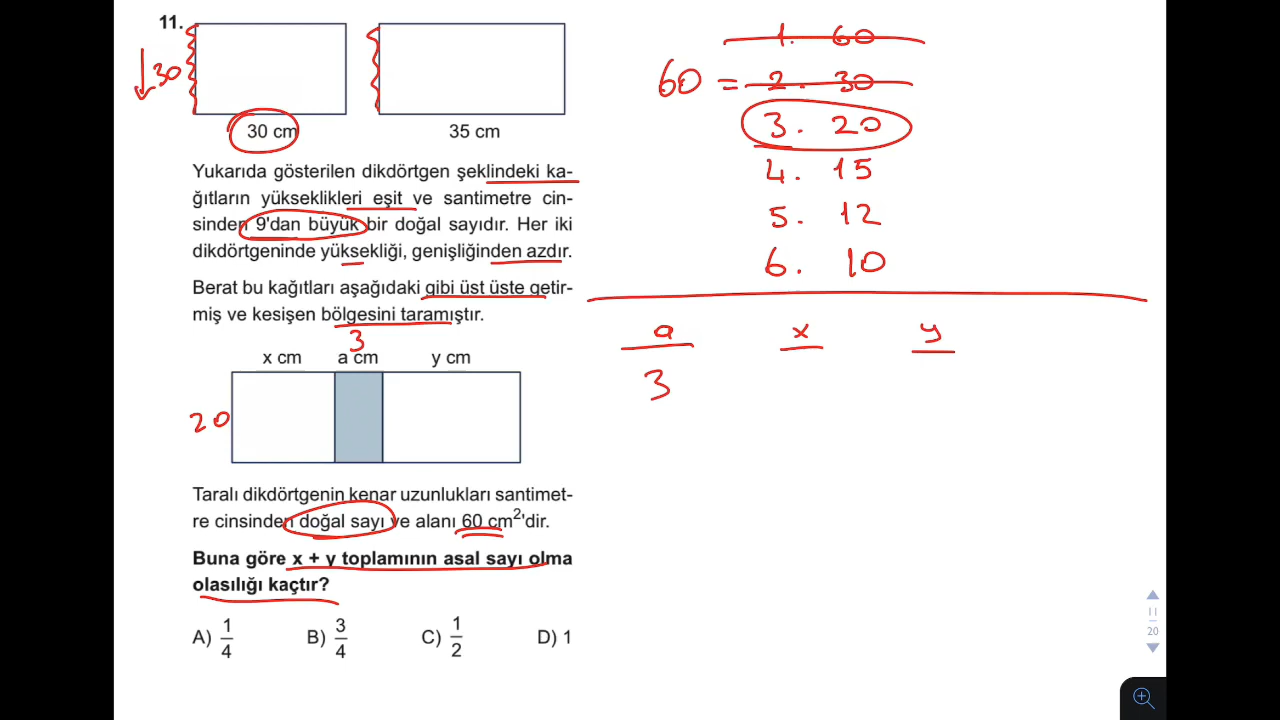 11.
30
30 cm
35 cm
Yukarıda gösterilen dikdörtgen şeklindeki ka-
ğıtların yükseklikleri eşit ve santimetre cin-
sinden 9'dan büyük bir doğal sayıdır. Her iki
dikdörtgeninde yüksekliği, genişliğinden azdır.
Berat bu kağıtları aşağıdaki gibi üst üste getir-
miş ve kesişen bölgesini taramıştır.
3
x cm a cm y cm
20
Taralı dikdörtgenin kenar uzunlukları santimet-
re cinsinden doğal sayı ve alanı 60 cm²'dir.
Buna göre x + y toplamının asal sayı olma
olasılığı kaçtır?
A) 1/4 B) 3/4 C) 1/2 D) 1
1. 60
60 = 2. 30
3. 20
4. 15
5. 12
6. 10
a x y
3
11
20